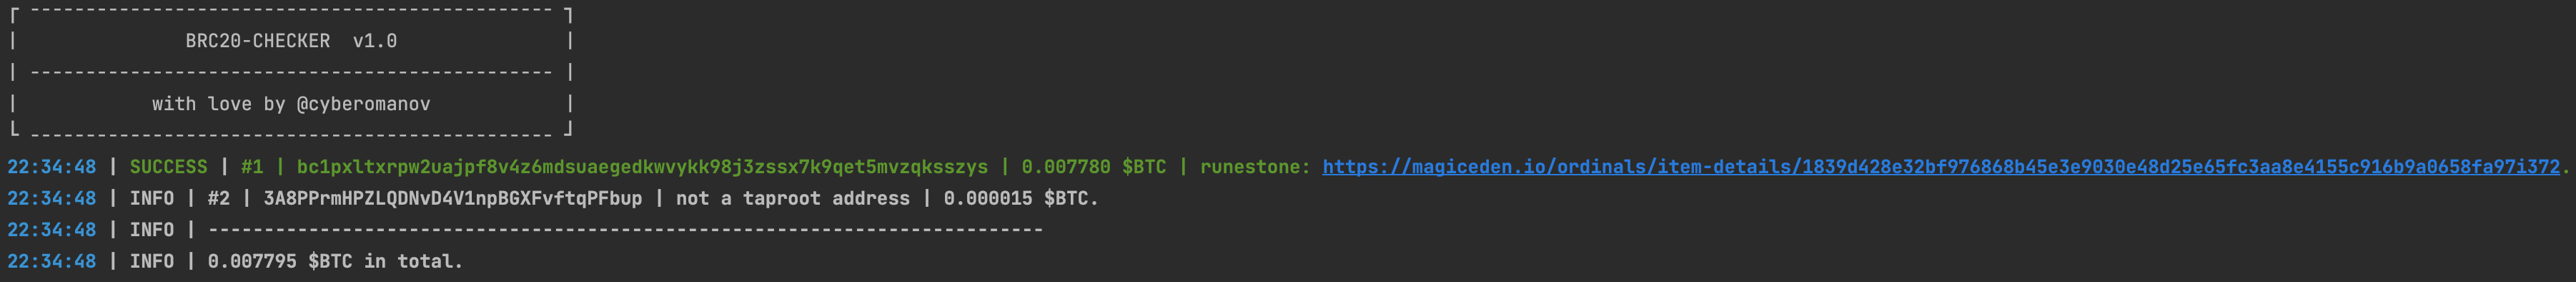 ┌ ----------------------------------------------- ┐
|               BRC20-CHECKER  v1.0               |
| ----------------------------------------------- |
|            with love by @cyberomanov            |
└ ----------------------------------------------- ┘
22:34:48 | SUCCESS | #1 | bc1pxltxrpw2uajpf8v4z6mdsuaegedkwvykk98j3zssx7k9qet5mvzqksszys | 0.007780 $BTC | runestone: https://magiceden.io/ordinals/item-details/1839d428e32bf976868b45e3e9030e48d25e65fc3aa8e4155c916b9a0658fa97i372.
22:34:48 | INFO | #2 | 3A8PPrmHPZLQDNvD4V1npBGXFvftqPFbup | not a taproot address | 0.000015 $BTC.
22:34:48 | INFO | ---------------------------------------------------------------------------
22:34:48 | INFO | 0.007795 $BTC in total.